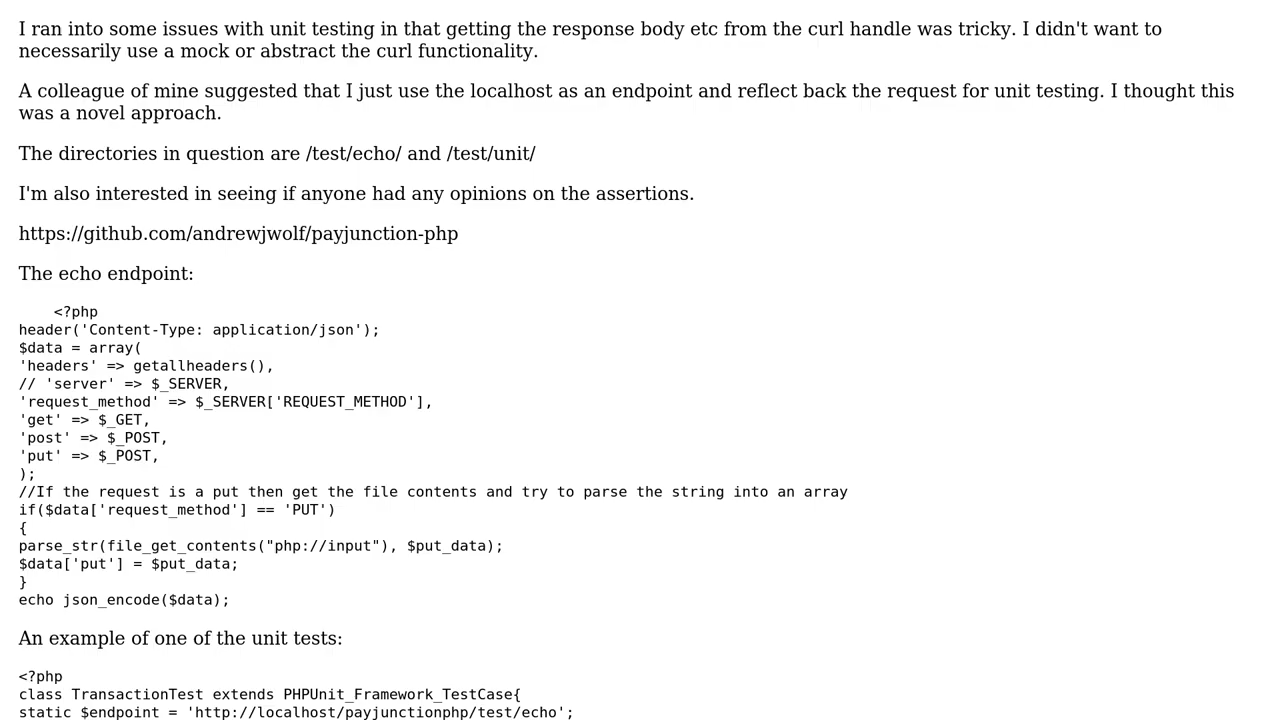 I ran into some issues with unit testing in that getting the response body etc from the curl handle was tricky. I didn't want to
necessarily use a mock or abstract the curl functionality.
A colleague of mine suggested that I just use the localhost as an endpoint and reflect back the request for unit testing. I thought this
was a novel approach.
The directories in question are /test/echo/ and /test/unit/
I'm also interested in seeing if anyone had any opinions on the assertions.
https://github.com/andrewjwolf/payjunction-php
The echo endpoint:
    <?php
header('Content-Type: application/json');
$data = array(
'headers' => getallheaders(),
// 'server' => $_SERVER,
'request_method' => $_SERVER['REQUEST_METHOD'],
'get' => $_GET,
'post' => $_POST,
'put' => $_POST,
);
//If the request is a put then get the file contents and try to parse the string into an array
if($data['request_method'] == 'PUT')
{
parse_str(file_get_contents("php://input"), $put_data);
$data['put'] = $put_data;
}
echo json_encode($data);
An example of one of the unit tests:
<?php
class TransactionTest extends PHPUnit_Framework_TestCase{
static $endpoint = 'http://localhost/payjunctionphp/test/echo';